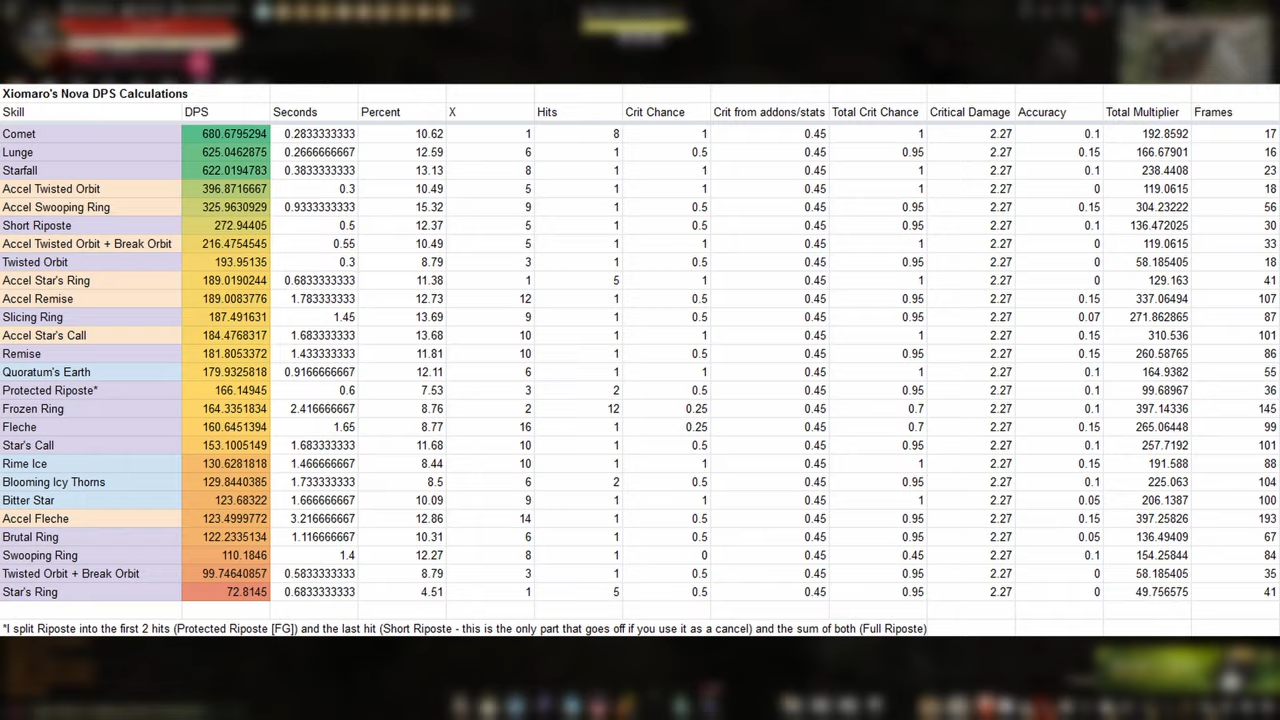 Xiomaro's Nova DPS Calculations
Skill DPS Seconds Percent X Hits Crit Chance Crit from addons/stats Total Crit Chance Critical Damage Accuracy Total Multiplier Frames
Comet 680.6795294 0.2833333333 10.62 1 8 1 0.45 1 2.27 0.1 192.8592 17
Lunge 625.0462875 0.2666666667 12.59 6 1 0.5 0.45 0.95 2.27 0.15 166.67901 16
Starfall 622.0194783 0.3833333333 13.13 8 1 1 0.45 1 2.27 0.1 238.4408 23
Accel Twisted Orbit 396.8716667 0.3 10.49 5 1 1 0.45 1 2.27 0 119.0615 18
Accel Swooping Ring 325.9630929 0.9333333333 15.32 9 1 0.5 0.45 0.95 2.27 0.15 304.23222 56
Short Riposte 272.94405 0.5 12.37 5 1 0.5 0.45 0.95 2.27 0.1 136.472025 30
Accel Twisted Orbit + Break Orbit 216.4754545 0.55 10.49 5 1 1 0.45 1 2.27 0 119.0615 33
Twisted Orbit 193.95135 0.3 8.79 3 1 0.5 0.45 0.95 2.27 0 58.185405 18
Accel Star's Ring 189.0190244 0.6833333333 11.38 1 5 1 0.45 1 2.27 0 129.163 41
Accel Remise 189.0083776 1.783333333 12.73 12 1 0.5 0.45 0.95 2.27 0.15 337.06494 107
Slicing Ring 187.491631 1.45 13.69 9 1 0.5 0.45 0.95 2.27 0.07 271.862865 87
Accel Star's Call 184.4768317 1.683333333 13.68 10 1 1 0.45 1 2.27 0.15 310.536 101
Remise 181.8053372 1.433333333 11.81 10 1 0.5 0.45 0.95 2.27 0.15 260.58765 86
Quoratum's Earth 179.9325818 0.9166666667 12.11 6 1 1 0.45 1 2.27 0.1 164.9382 55
Protected Riposte* 166.14945 0.6 7.53 3 2 0.5 0.45 0.95 2.27 0.1 99.68967 36
Frozen Ring 164.3351834 2.416666667 8.76 2 12 0.25 0.45 0.7 2.27 0.1 397.14336 145
Fleche 160.6451394 1.65 8.77 16 1 0.25 0.45 0.7 2.27 0.15 265.06448 99
Star's Call 153.1005149 1.683333333 11.68 10 1 0.5 0.45 0.95 2.27 0.1 257.7192 101
Rime Ice 130.6281818 1.466666667 8.44 10 1 1 0.45 1 2.27 0.15 191.588 88
Blooming Icy Thorns 129.8440385 1.733333333 8.5 6 2 0.5 0.45 0.95 2.27 0.1 225.063 104
Bitter Star 123.68322 1.666666667 10.09 9 1 1 0.45 1 2.27 0.05 206.1387 100
Accel Fleche 123.4999772 3.216666667 12.86 14 1 0.5 0.45 0.95 2.27 0.15 397.25826 193
Brutal Ring 122.2335134 1.116666667 10.31 6 1 0.5 0.45 0.95 2.27 0.05 136.49409 67
Swooping Ring 110.1846 1.4 12.27 8 1 0 0.45 0.45 2.27 0.1 154.25844 84
Twisted Orbit + Break Orbit 99.74640857 0.5833333333 8.79 3 1 0.5 0.45 0.95 2.27 0 58.185405 35
Star's Ring 72.8145 0.6833333333 4.51 1 5 0.5 0.45 0.95 2.27 0 49.756575 41
*I split Riposte into the first 2 hits (Protected Riposte [FG]) and the last hit (Short Riposte - this is the only part that goes off if you use it as a cancel) and the sum of both (Full Riposte)